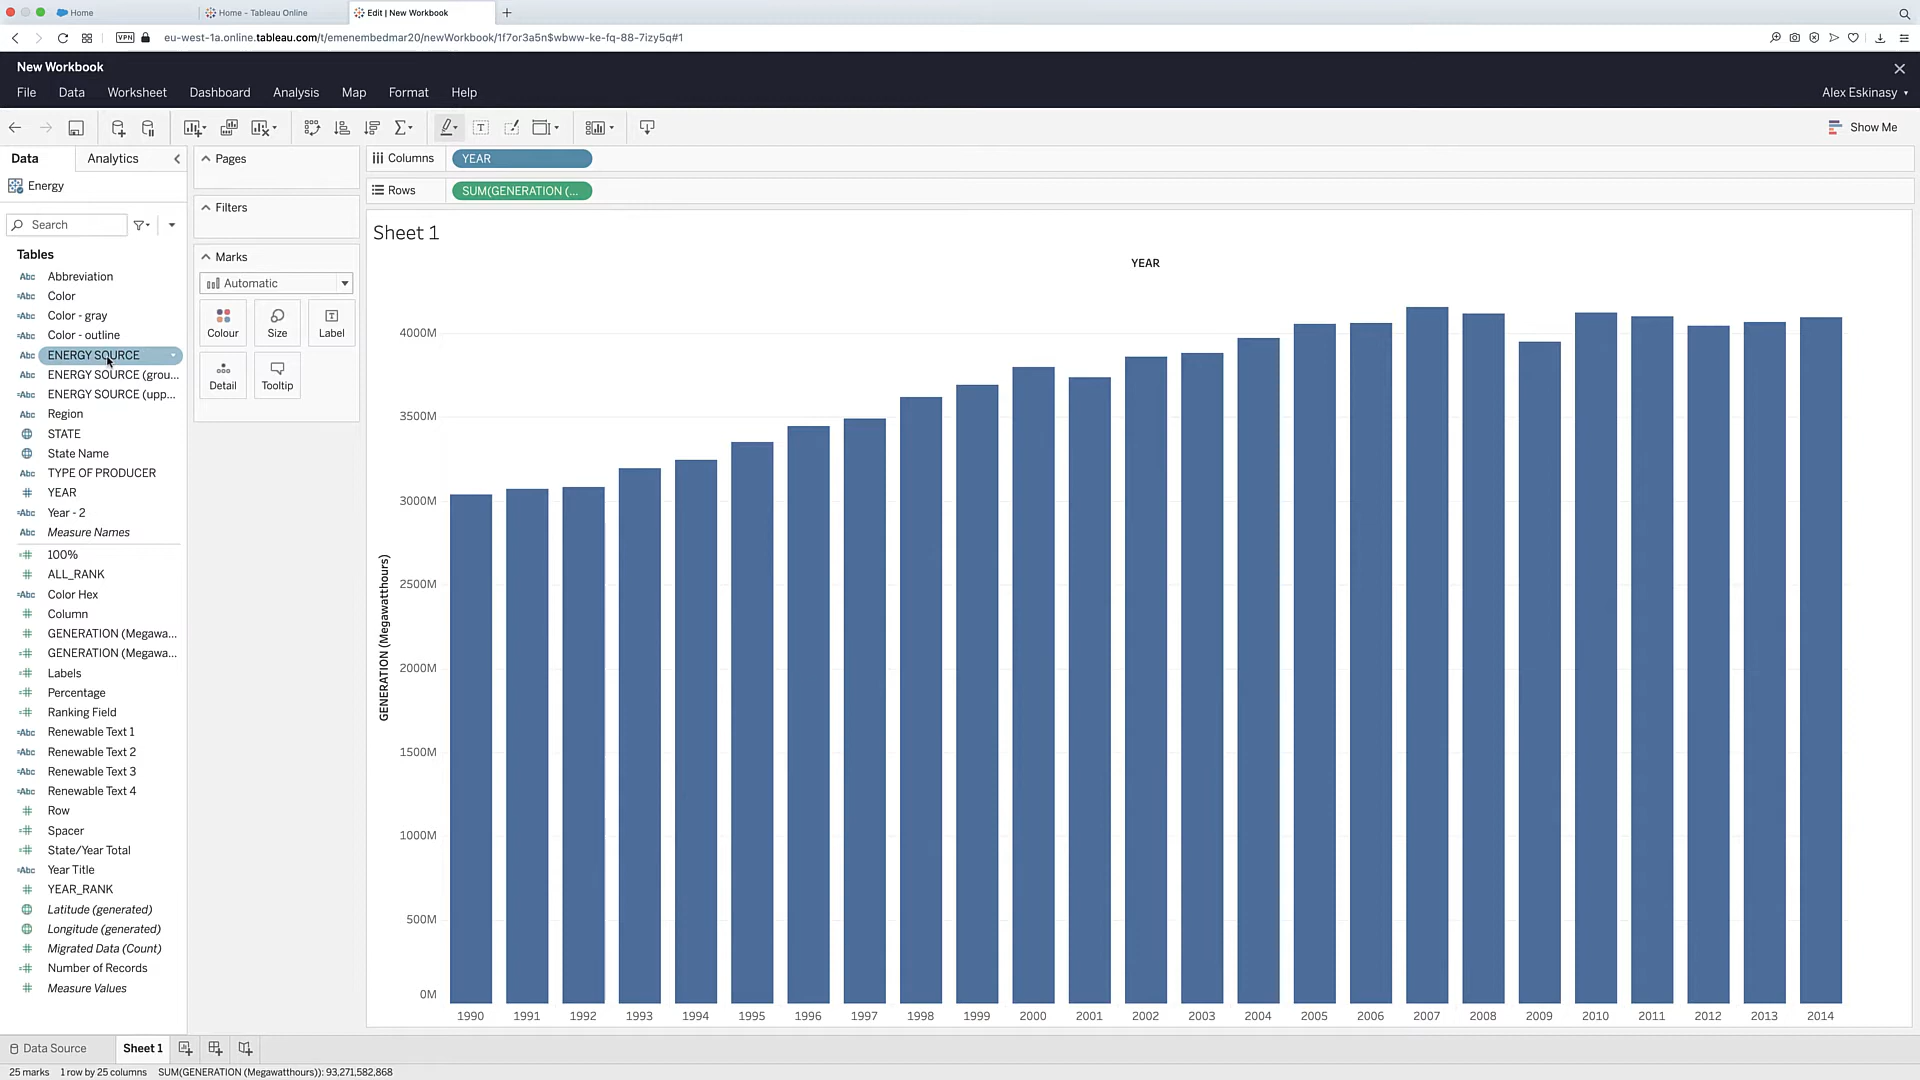 Home
Home - Tableau Online
Edit | New Workbook
VPN
eu-west-1a.online.tableau.com/t/emenembedmar20/newWorkbook/1f7or3a5n$wbww-ke-fq-88-7izy5q#1
New Workbook
File Data Worksheet Dashboard Analysis Map Format Help
Alex Eskinasy
Show Me
Data Analytics
Energy
Search
Tables
Abc Abbreviation
=Abc Color
=Abc Color - gray
=Abc Color - outline
Abc ENERGY SOURCE
Abc ENERGY SOURCE (grou...
=Abc ENERGY SOURCE (upp...
Abc Region
STATE
State Name
Abc TYPE OF PRODUCER
# YEAR
=Abc Year - 2
Abc Measure Names
=# 100%
# ALL_RANK
=Abc Color Hex
# Column
# GENERATION (Megawa...
=# GENERATION (Megawa...
=# Labels
=# Percentage
=# Ranking Field
=Abc Renewable Text 1
=Abc Renewable Text 2
=Abc Renewable Text 3
=Abc Renewable Text 4
# Row
=# Spacer
=# State/Year Total
=Abc Year Title
# YEAR_RANK
Latitude (generated)
Longitude (generated)
# Migrated Data (Count)
=# Number of Records
# Measure Values
Pages
Filters
Marks
Automatic
Colour Size Label
Detail Tooltip
Columns YEAR
Rows SUM(GENERATION (...
Sheet 1
YEAR
GENERATION (Megawatthours)
4000M
3500M
3000M
2500M
2000M
1500M
1000M
500M
0M
1990 1991 1992 1993 1994 1995 1996 1997 1998 1999 2000 2001 2002 2003 2004 2005 2006 2007 2008 2009 2010 2011 2012 2013 2014
Data Source Sheet 1
25 marks 1 row by 25 columns SUM(GENERATION (Megawatthours)): 93,271,582,868